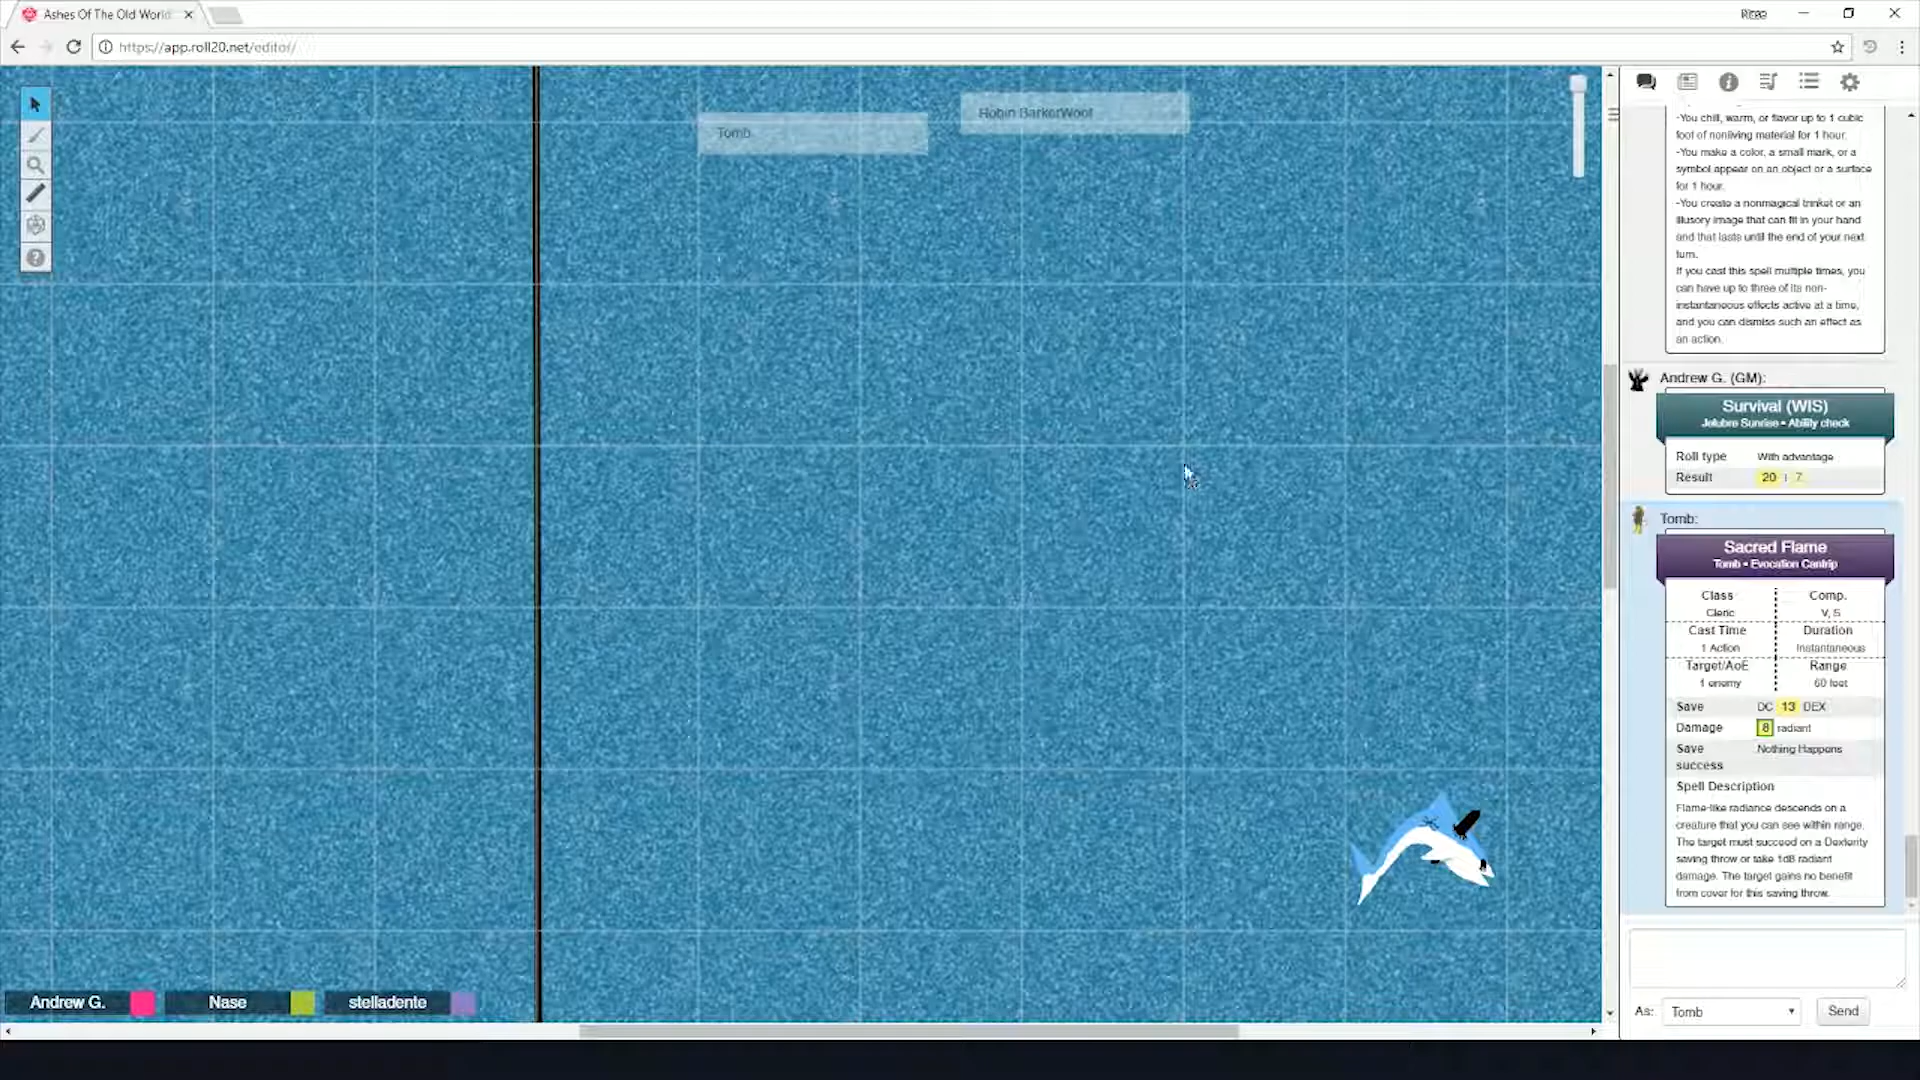 Ashes Of The Old World
https://app.roll20.net/editor/
Tomb
Robin BarkerWoof
-You chill, warm, or flavor up to 1 cubic
foot of nonliving material for 1 hour.
-You make a color, a small mark, or a
symbol appear on an object or a surface
for 1 hour.
-You create a nonmagical trinket or an
illusory image that can fit in your hand
and that lasts until the end of your next
turn.
If you cast this spell multiple times, you
can have up to three of its non-
instantaneous effects active at a time,
and you can dismiss such an effect as
an action.
Andrew G. (GM):
Survival (WIS)
Jelubre Sunrise • Ability check
Roll type With advantage
Result 20 | 7
Tomb:
Sacred Flame
Tomb • Evocation Cantrip
Class Comp.
Cleric V, S
Cast Time Duration
1 Action Instantaneous
Target/AoE Range
1 enemy 60 feet
Save DC 13 DEX
Damage 8 radiant
Save Nothing Happens
success
Spell Description
Flame-like radiance descends on a
creature that you can see within range.
The target must succeed on a Dexterity
saving throw or take 1d8 radiant
damage. The target gains no benefit
from cover for this saving throw.
Andrew G. Nase stelladente
As: Tomb Send